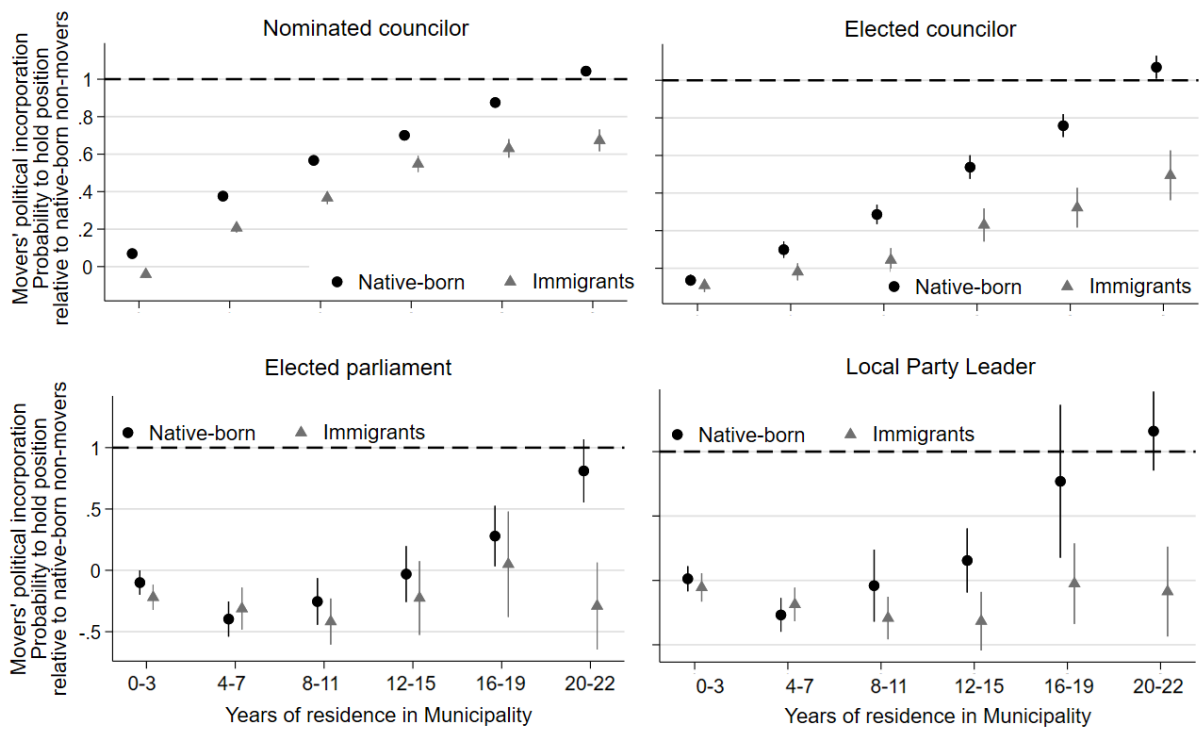 Nominated councilor
Movers' political incorporation
Probability to hold position
relative to native-born non-movers
1
.8
.6
.4
.2
0
Native-born
Immigrants
Elected councilor
Native-born
Immigrants
Elected parliament
Movers' political incorporation
Probability to hold position
relative to native-born non-movers
Native-born
Immigrants
1
.5
0
-.5
0-3
4-7
8-11
12-15
16-19
20-22
Years of residence in Municipality
Local Party Leader
Native-born
Immigrants
0-3
4-7
8-11
12-15
16-19
20-22
Years of residence in Municipality